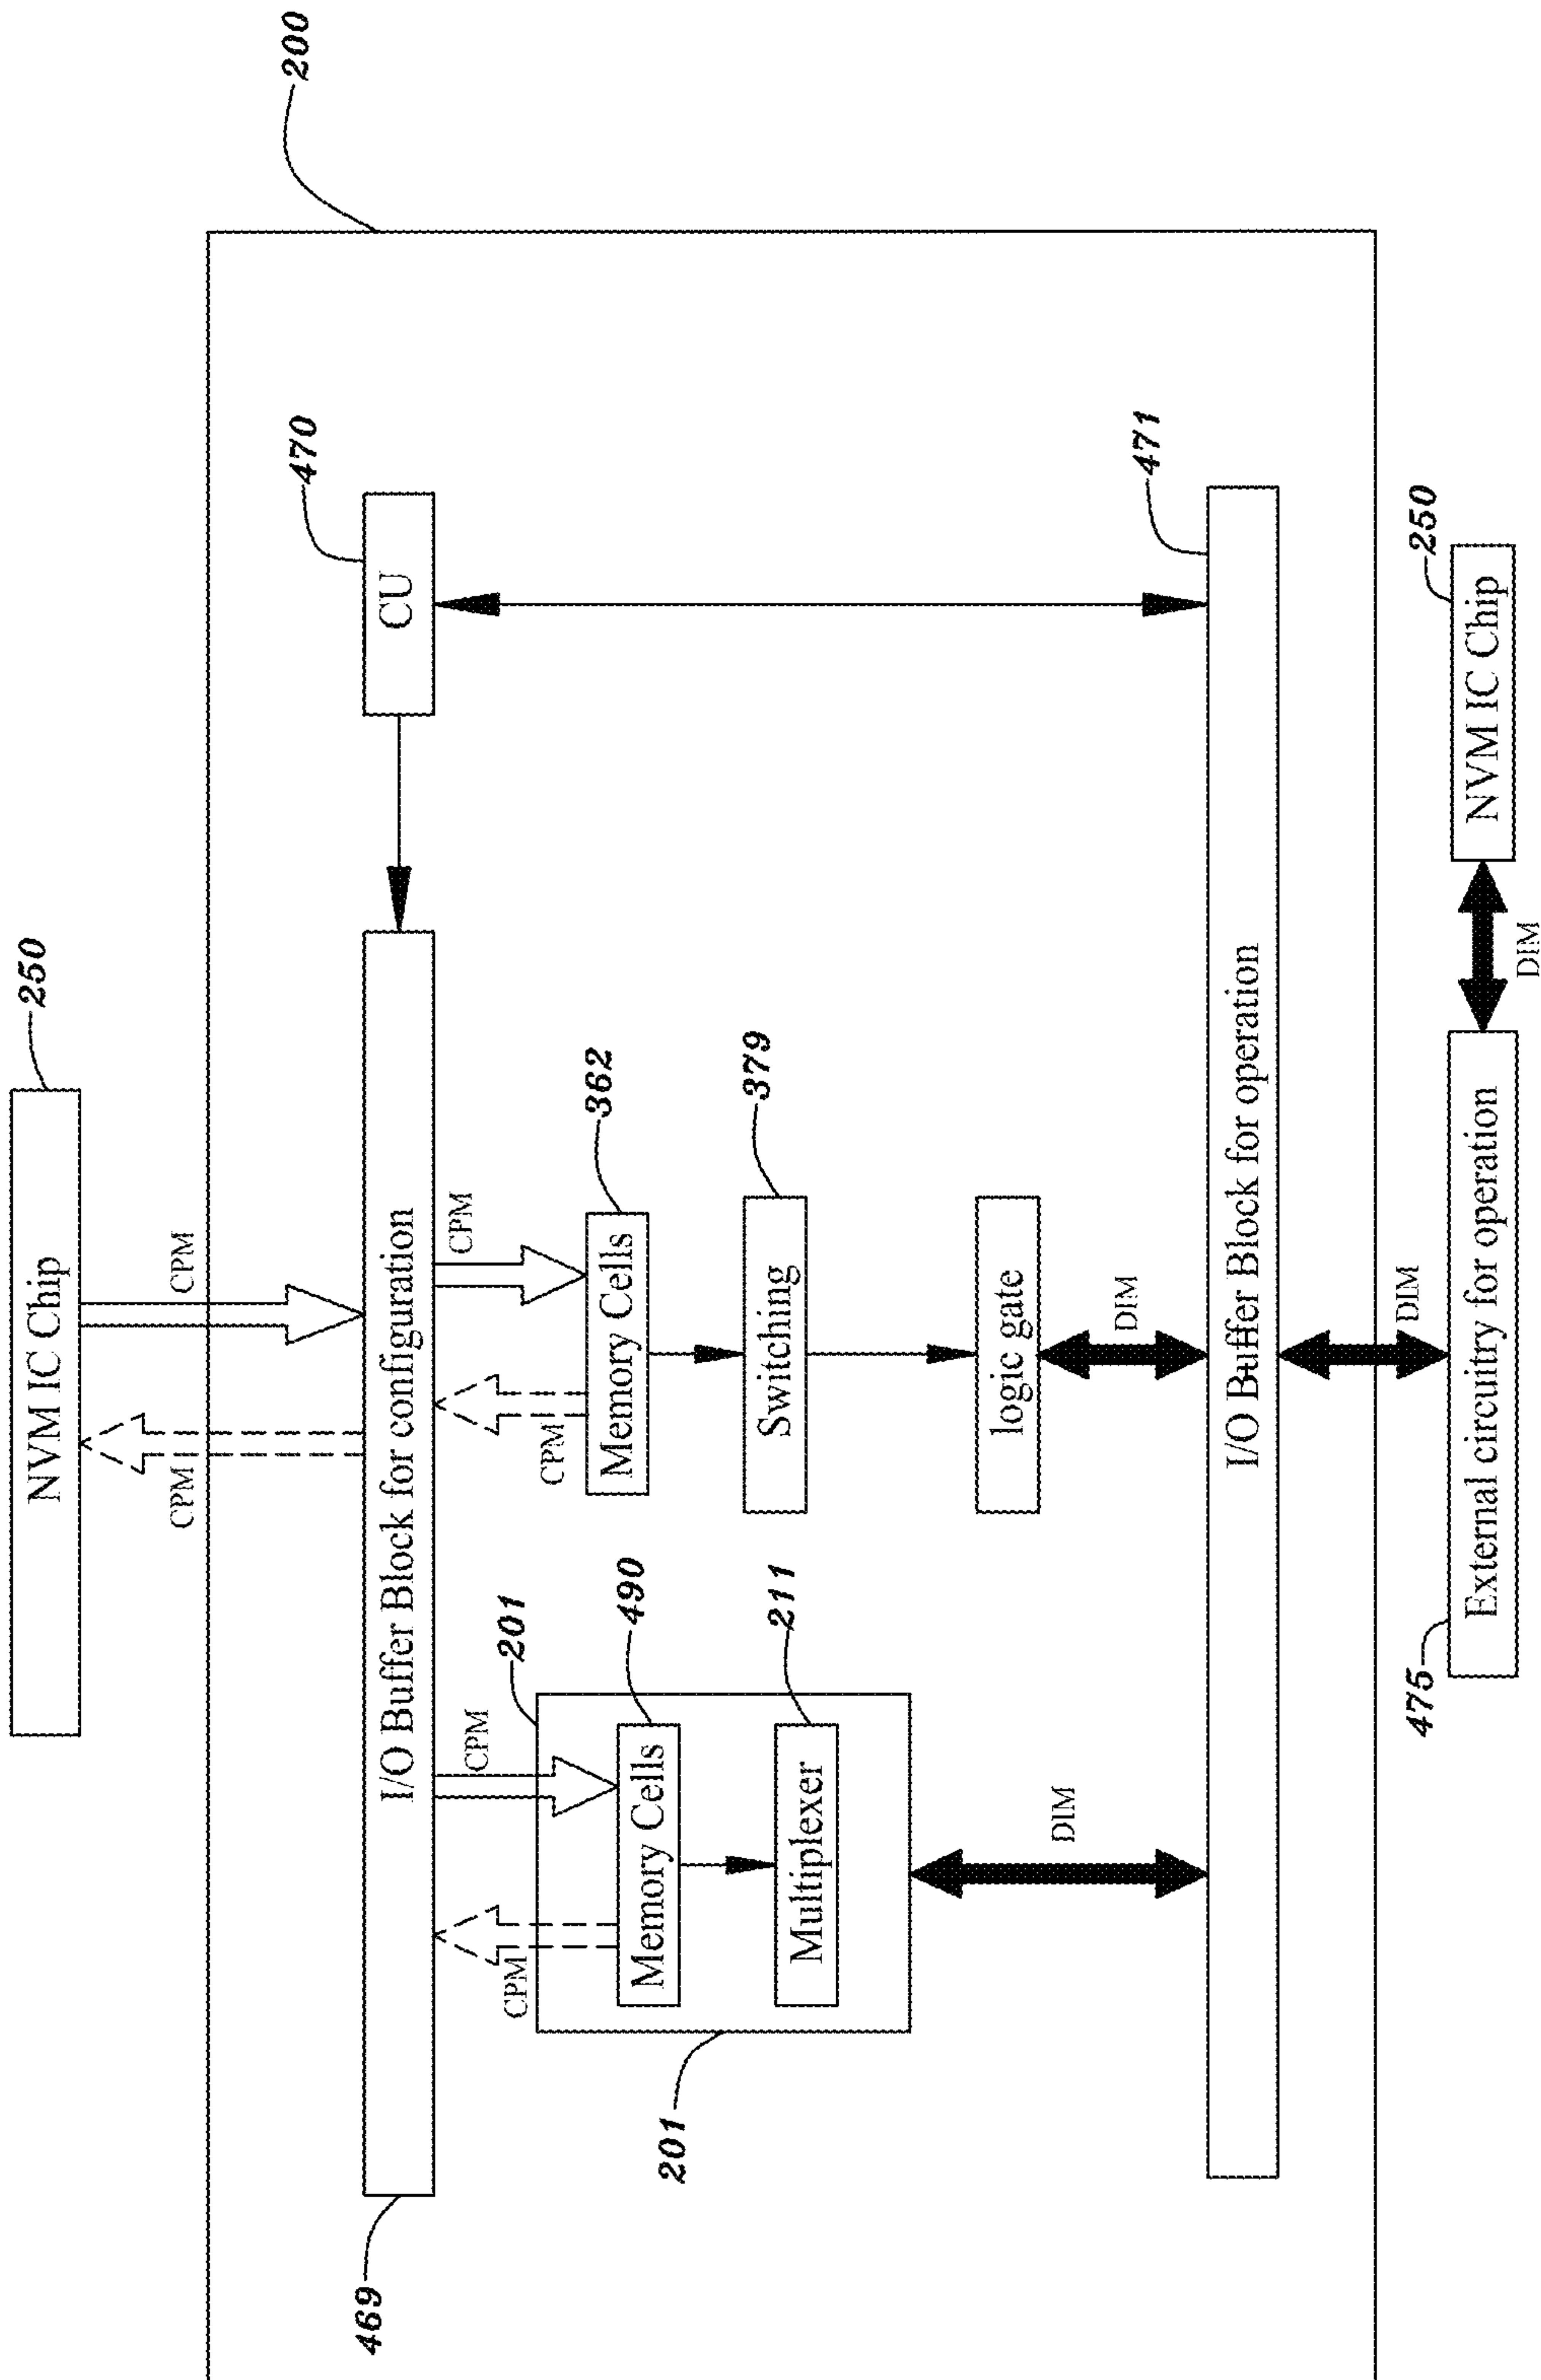 250
NVM IC Chip
CPM
CPM
200
470
469
I/O Buffer Block for configuration
CU
CPM
CPM
CPM
201
CPM
362
Memory Cells
490
Memory Cells
201
379
Switching
211
Multiplexer
logic gate
DIM
DIM
471
I/O Buffer Block for operation
DIM
475
250
External circuitry for operation
NVM IC Chip
DIM